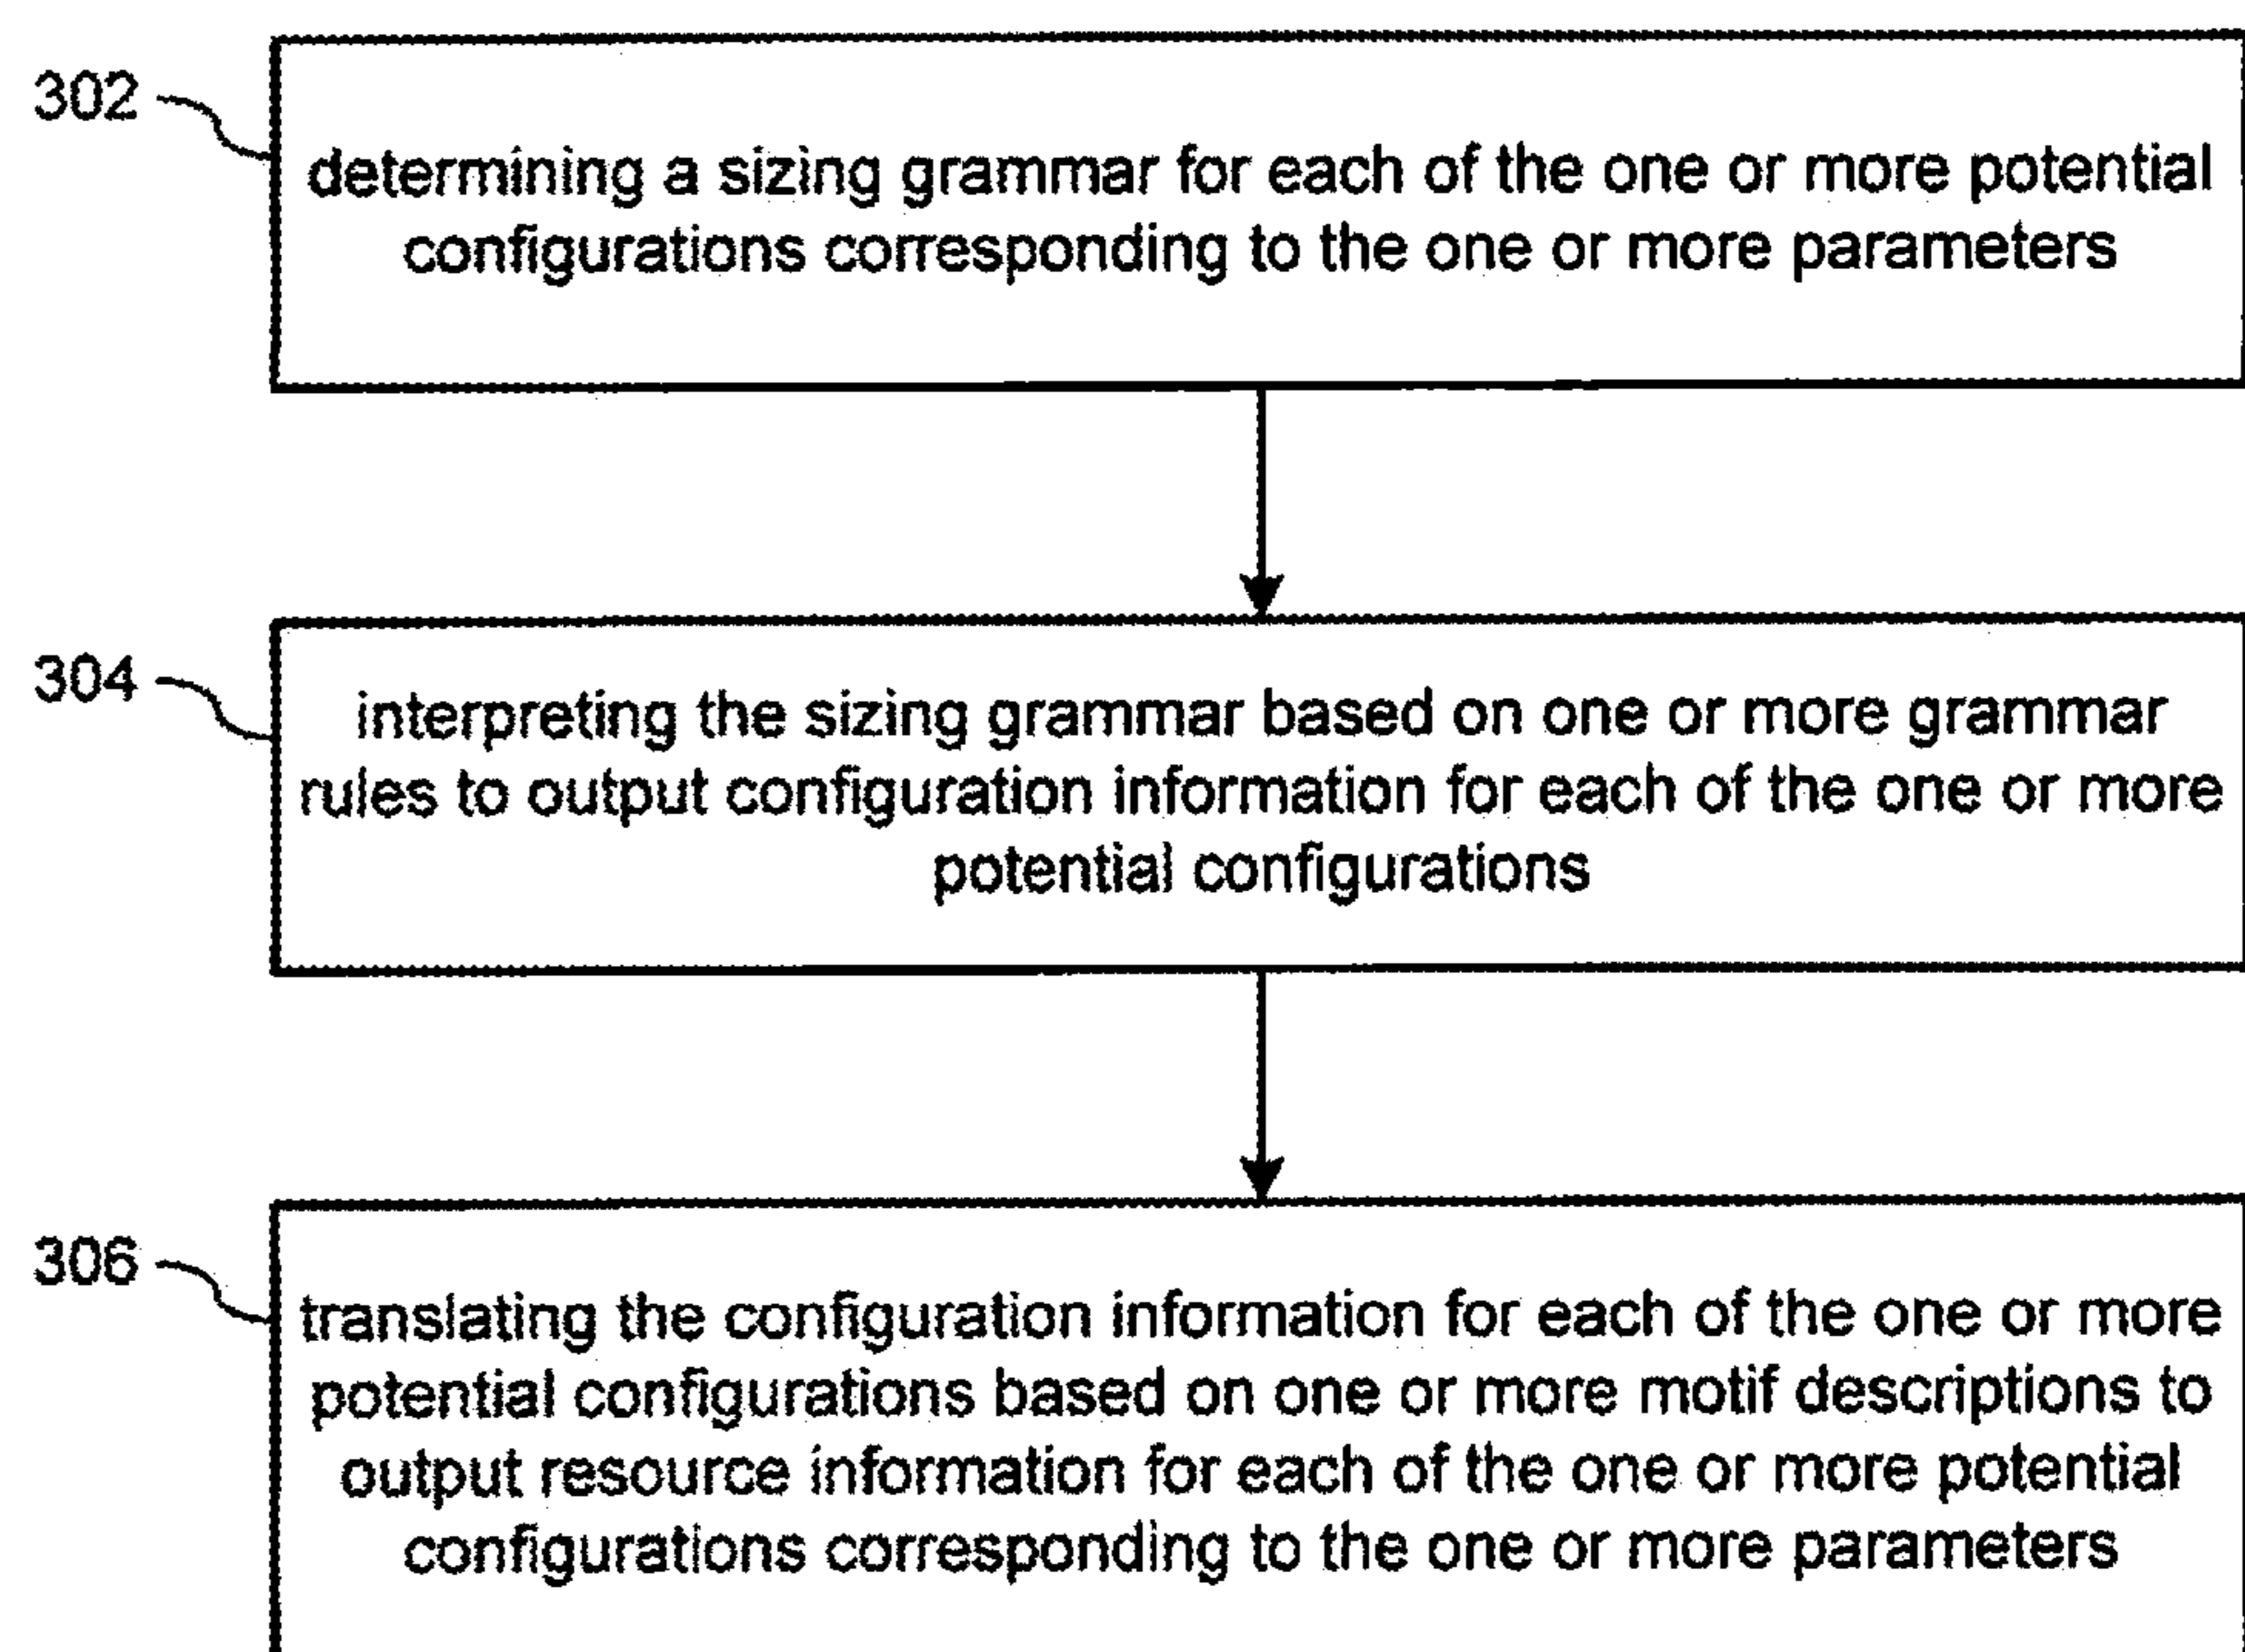 302
determining a sizing grammar for each of the one or more potential
configurations corresponding to the one or more parameters
304
interpreting the sizing grammar based on one or more grammar
rules to output configuration information for each of the one or more
potential configurations
306
translating the configuration information for each of the one or more
potential configurations based on one or more motif descriptions to
output resource information for each of the one or more potential
configurations corresponding to the one or more parameters